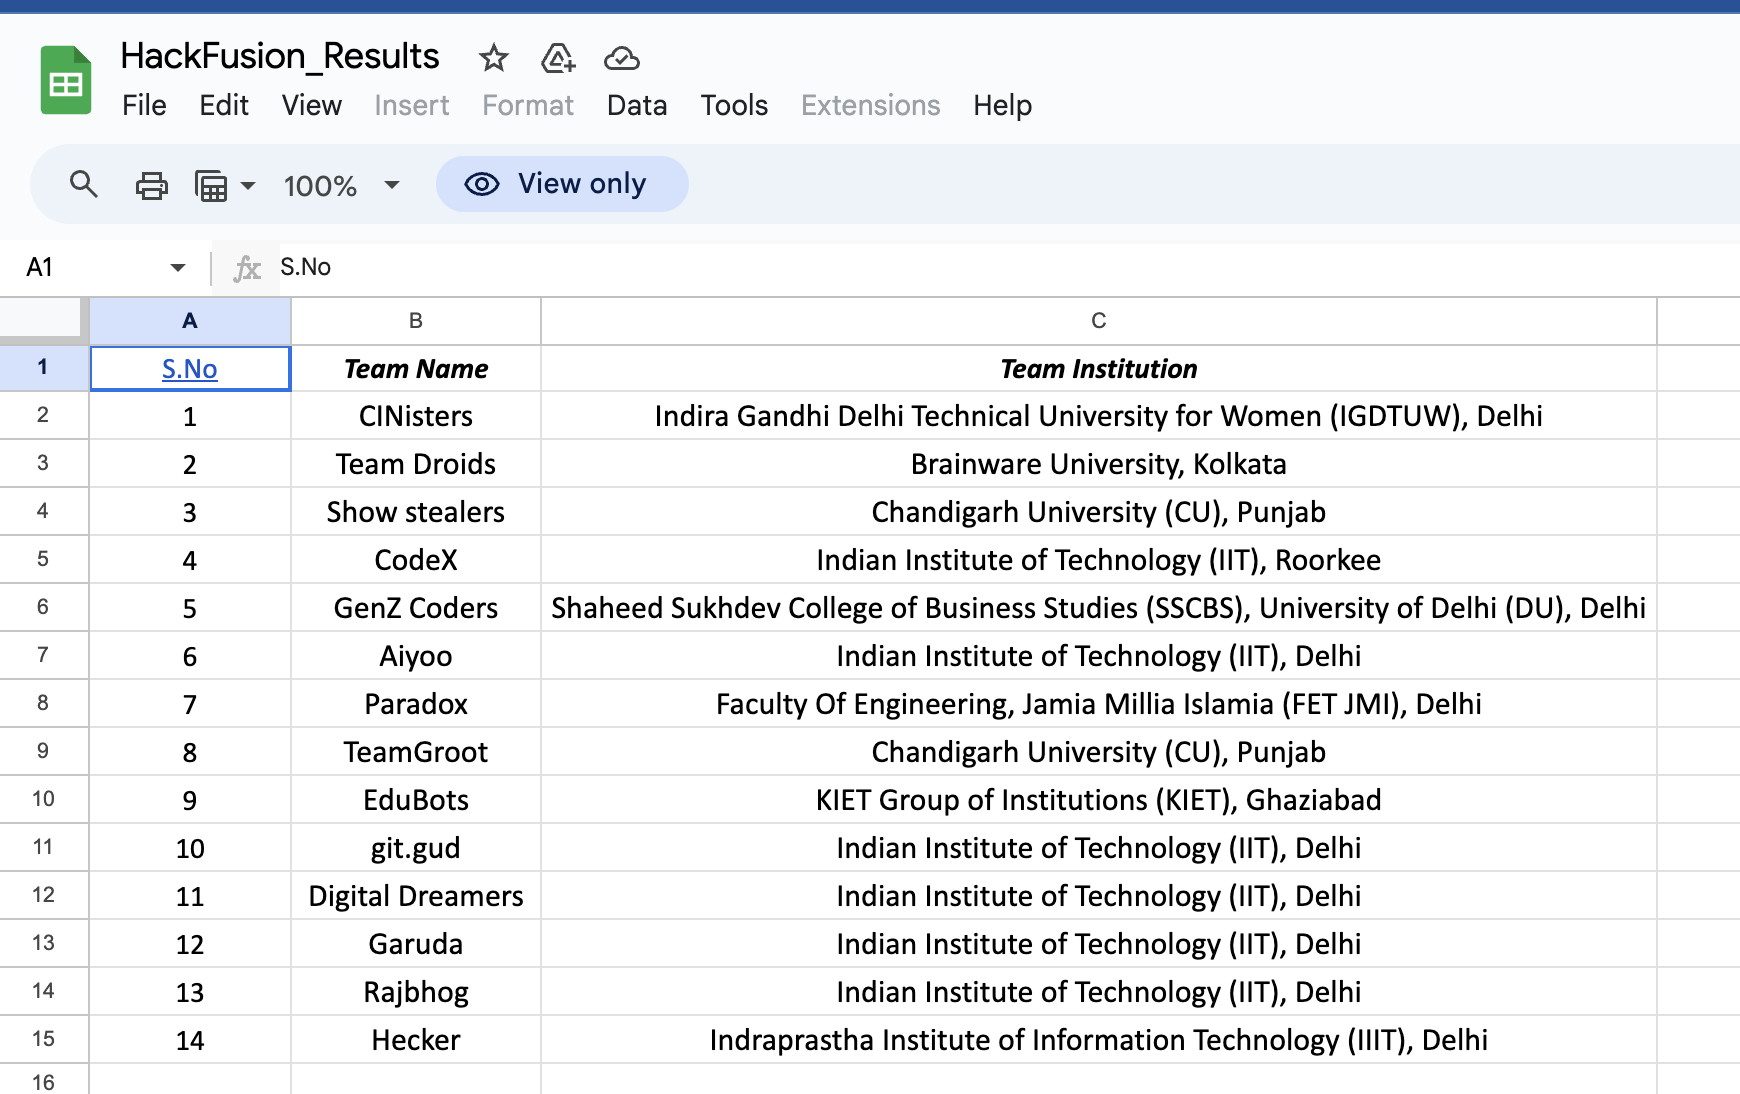 HackFusion_Results
File Edit View Insert Format Data Tools Extensions Help
100% View only
A1 fx S.No
A B C
1 S.No Team Name Team Institution
2 1 CINisters Indira Gandhi Delhi Technical University for Women (IGDTUW), Delhi
3 2 Team Droids Brainware University, Kolkata
4 3 Show stealers Chandigarh University (CU), Punjab
5 4 CodeX Indian Institute of Technology (IIT), Roorkee
6 5 GenZ Coders Shaheed Sukhdev College of Business Studies (SSCBS), University of Delhi (DU), Delhi
7 6 Aiyoo Indian Institute of Technology (IIT), Delhi
8 7 Paradox Faculty Of Engineering, Jamia Millia Islamia (FET JMI), Delhi
9 8 TeamGroot Chandigarh University (CU), Punjab
10 9 EduBots KIET Group of Institutions (KIET), Ghaziabad
11 10 git.gud Indian Institute of Technology (IIT), Delhi
12 11 Digital Dreamers Indian Institute of Technology (IIT), Delhi
13 12 Garuda Indian Institute of Technology (IIT), Delhi
14 13 Rajbhog Indian Institute of Technology (IIT), Delhi
15 14 Hecker Indraprastha Institute of Information Technology (IIIT), Delhi
16